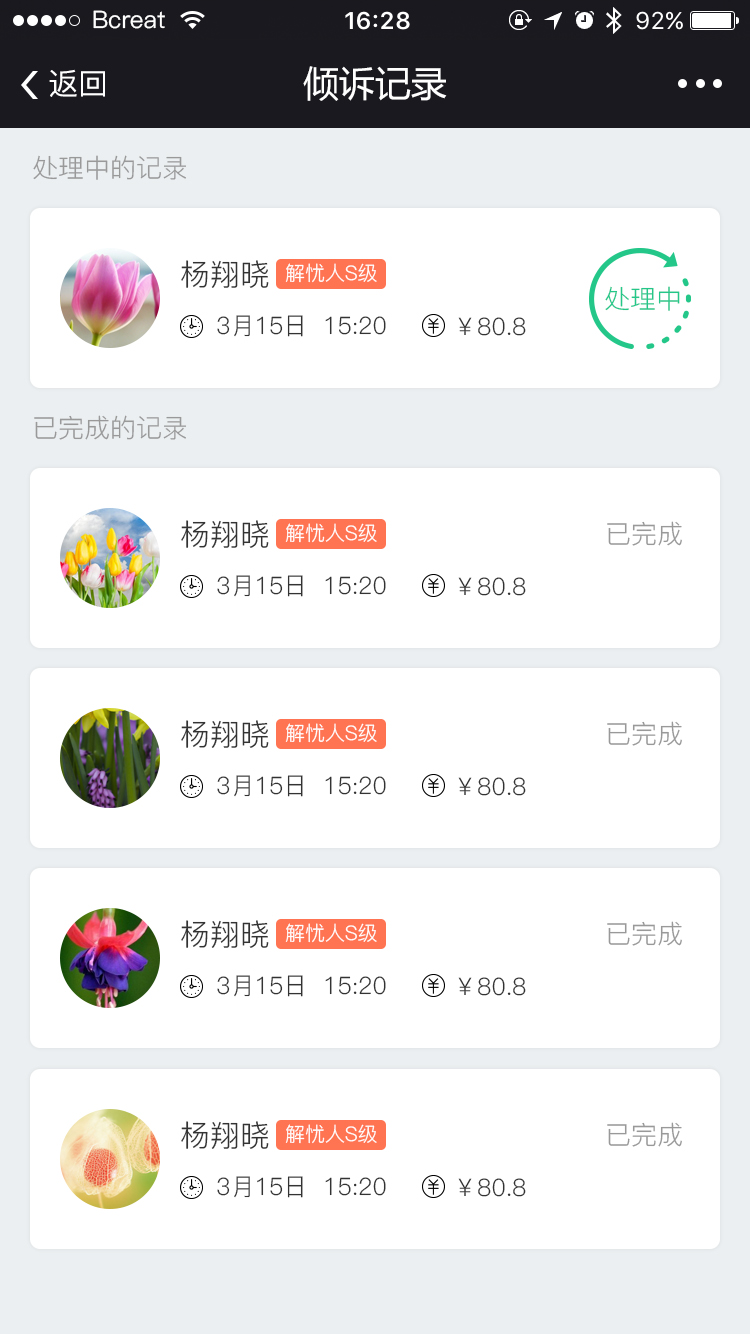 Bcreat 16:28 92%
返回 倾诉记录
处理中的记录
杨翔晓 解忧人S级
3月15日 15:20 ¥80.8
处理中
已完成的记录
杨翔晓 解忧人S级 已完成
3月15日 15:20 ¥80.8
杨翔晓 解忧人S级 已完成
3月15日 15:20 ¥80.8
杨翔晓 解忧人S级 已完成
3月15日 15:20 ¥80.8
杨翔晓 解忧人S级 已完成
3月15日 15:20 ¥80.8